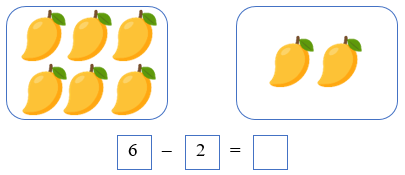 6 – 2 =